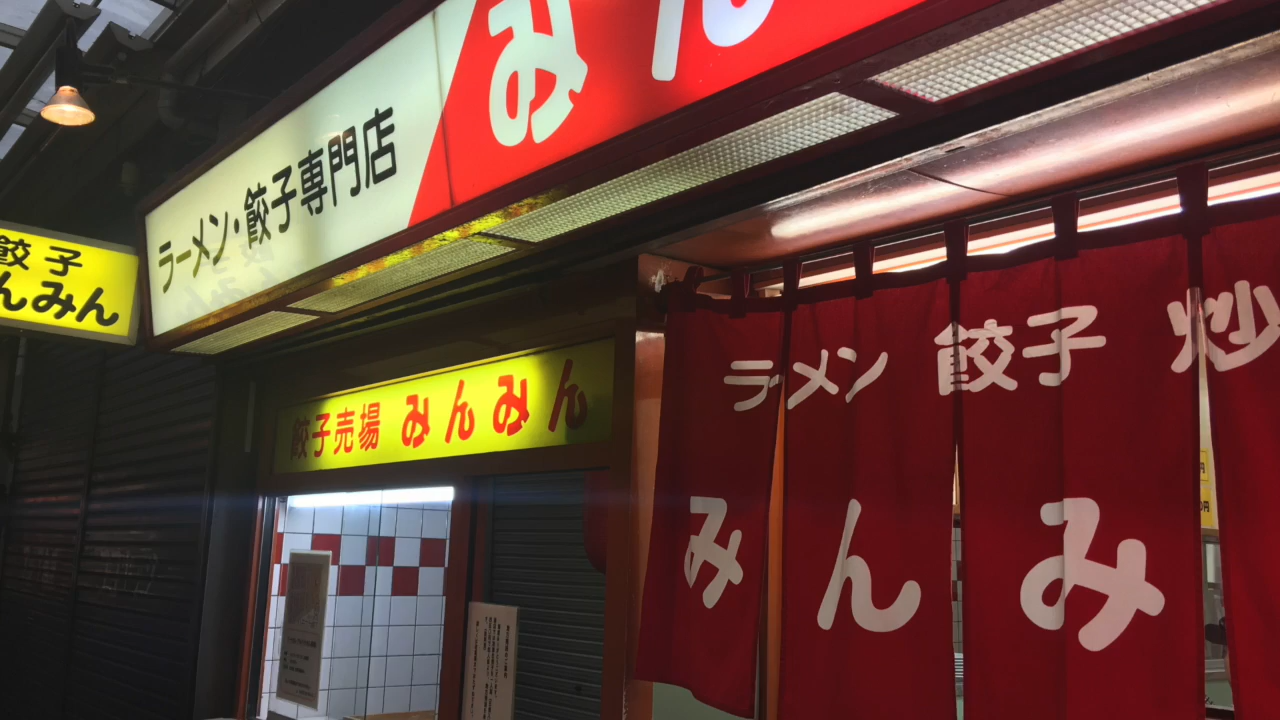 ラーメン・餃子専門店
みん
餃子
んみん
餃子売場 みんみん
ラーメン 餃子 炒
みんみ